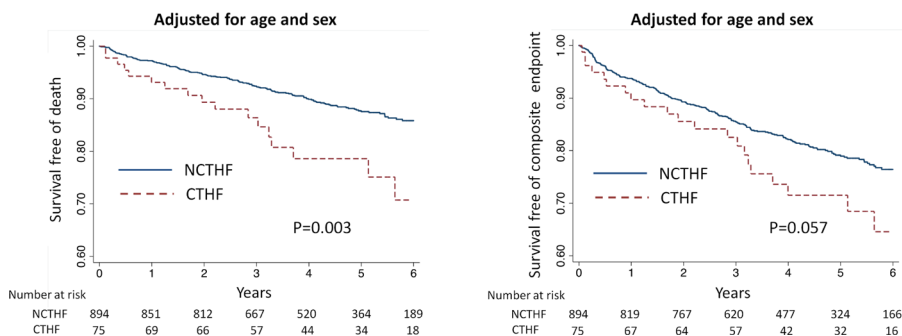 Adjusted for age and sex
Survival free of death
1.00
0.90
0.80
0.70
0.60
NCTHF
CTHF
P=0.003
0 1 2 3 4 5 6
Years
Number at risk
NCTHF 894 851 812 667 520 364 189
CTHF 75 69 66 57 44 34 18
Adjusted for age and sex
Survival free of composite endpoint
1.00
0.90
0.80
0.70
0.60
NCTHF
CTHF
P=0.057
0 1 2 3 4 5 6
Years
Number at risk
NCTHF 894 819 767 620 477 324 166
CTHF 75 67 64 57 42 32 16